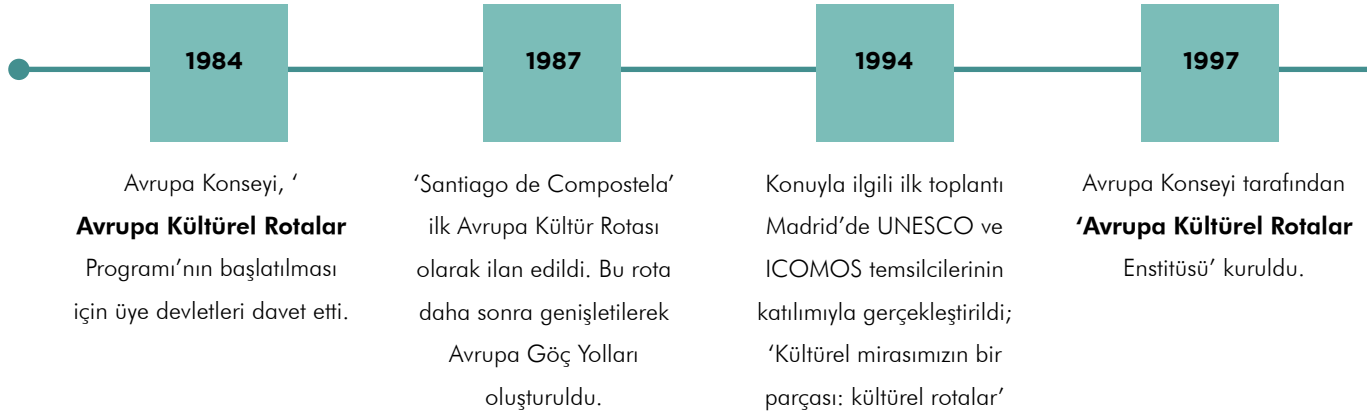 1984
Avrupa Konseyi, ‘
Avrupa Kültürel Rotalar
Programı’nın başlatılması
için üye devletleri davet etti.
1987
‘Santiago de Compostela’
ilk Avrupa Kültür Rotası
olarak ilan edildi. Bu rota
daha sonra genişletilerek
Avrupa Göç Yolları
oluşturuldu.
1994
Konuyla ilgili ilk toplantı
Madrid’de UNESCO ve
ICOMOS temsilcilerinin
katılımıyla gerçekleştirildi;
‘Kültürel mirasımızın bir
parçası: kültürel rotalar’
1997
Avrupa Konseyi tarafından
‘Avrupa Kültürel Rotalar
Enstitüsü’ kuruldu.